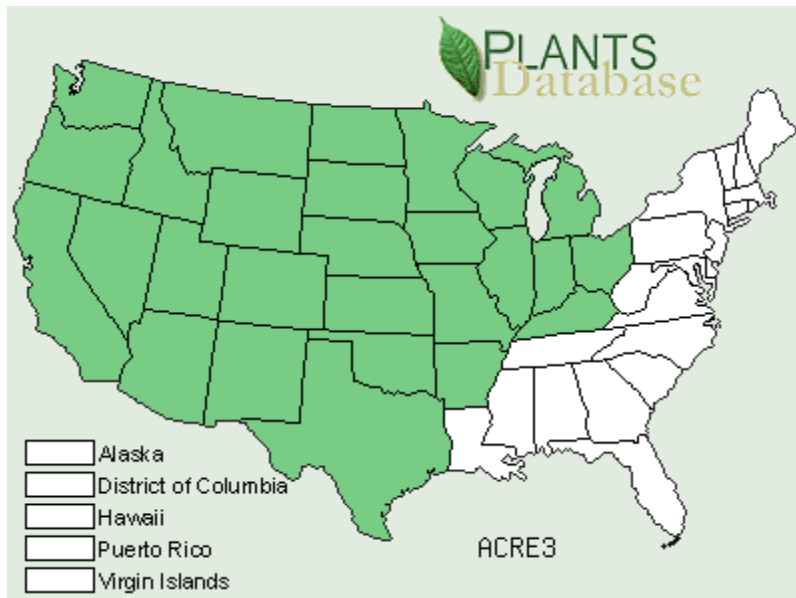 PLANTS
Database
Alaska
District of Columbia
Hawaii
Puerto Rico
Virgin Islands
ACRE3